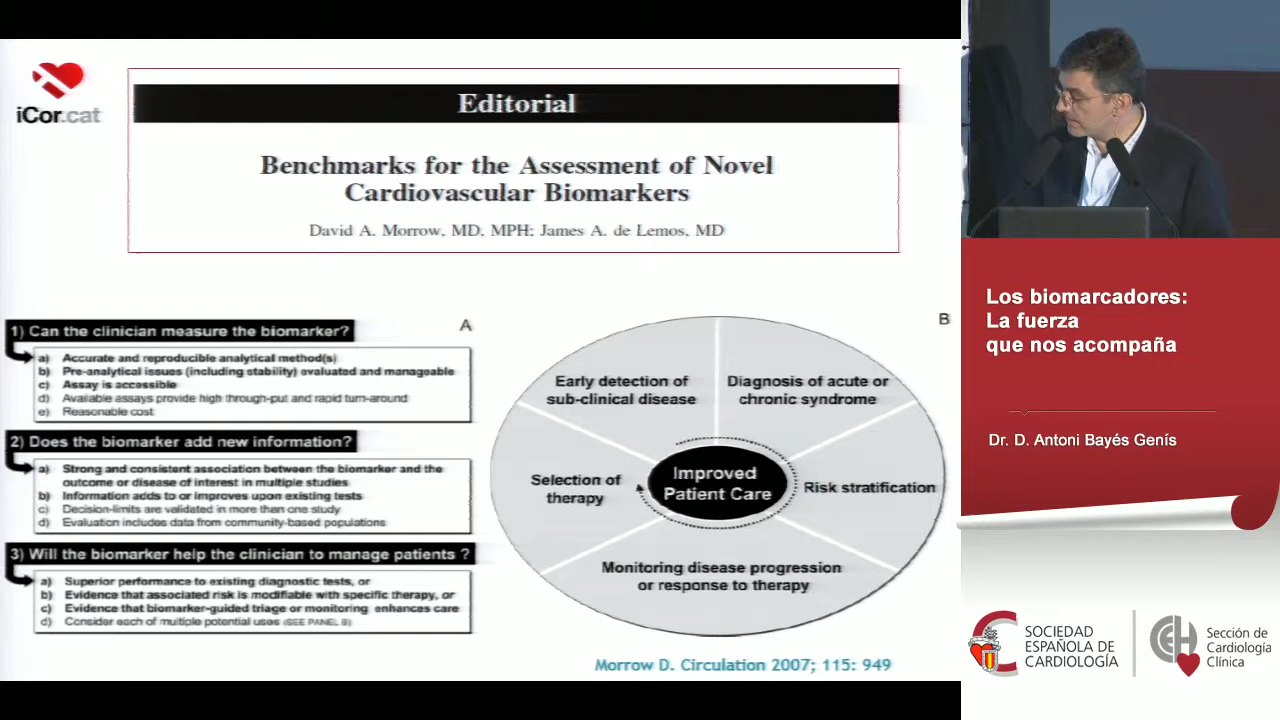 iCor.cat
Editorial
Benchmarks for the Assessment of Novel
Cardiovascular Biomarkers
David A. Morrow, MD, MPH; James A. de Lemos, MD
A
1) Can the clinician measure the biomarker?
a) Accurate and reproducible analytical method(s)
b) Pre-analytical issues (including stability) evaluated and manageable
c) Assay is accessible
d) Available assays provide high through-put and rapid turn-around
e) Reasonable cost
2) Does the biomarker add new information?
a) Strong and consistent association between the biomarker and the
outcome or disease of interest in multiple studies
b) Information adds to or improves upon existing tests
c) Decision-limits are validated in more than one study
d) Evaluation includes data from community-based populations
3) Will the biomarker help the clinician to manage patients ?
a) Superior performance to existing diagnostic tests, or
b) Evidence that associated risk is modifiable with specific therapy, or
c) Evidence that biomarker-guided triage or monitoring enhances care
d) Consider each of multiple potential uses (SEE PANEL B)
B
Early detection of
sub-clinical disease
Diagnosis of acute or
chronic syndrome
Selection of
therapy
Improved
Patient Care
Risk stratification
Monitoring disease progression
or response to therapy
Morrow D. Circulation 2007; 115: 949
Los biomarcadores:
La fuerza
que nos acompaña
Dr. D. Antoni Bayés Genís
SOCIEDAD
ESPAÑOLA DE
CARDIOLOGÍA
Sección de
Cardiología
Clínica